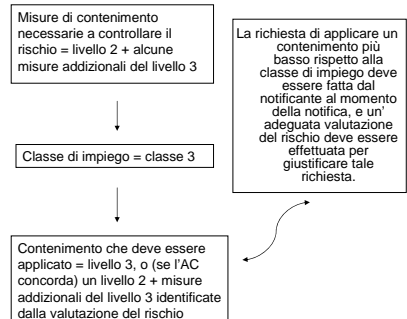 Misure di contenimento
necessarie a controllare il
rischio = livello 2 + alcune
misure addizionali del livello 3
Classe di impiego = classe 3
Contenimento che deve essere
applicato = livello 3, o (se l'AC
concorda) un livello 2 + misure
addizionali del livello 3 identificate
dalla valutazione del rischio
La richiesta di applicare un
contenimento più
basso rispetto alla
classe di impiego deve
essere fatta dal
notificante al momento
della notifica, e un'
adeguata valutazione
del rischio deve essere
effettuata per
giustificare tale
richiesta.